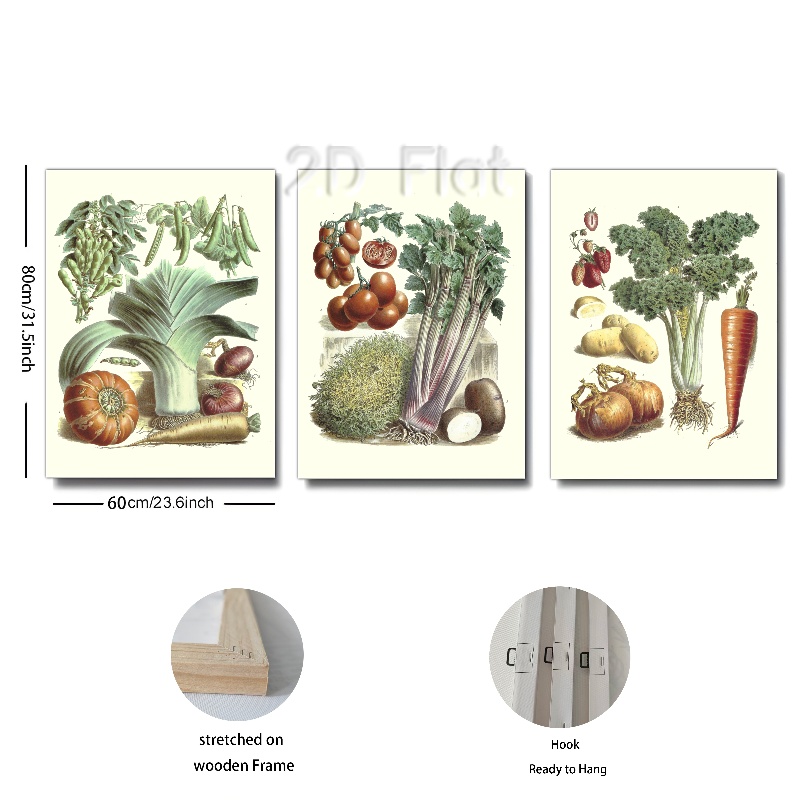 2D Flat
80cm/31.5inch
60cm/23.6inch
stretched on
wooden Frame
Hook
Ready to Hang